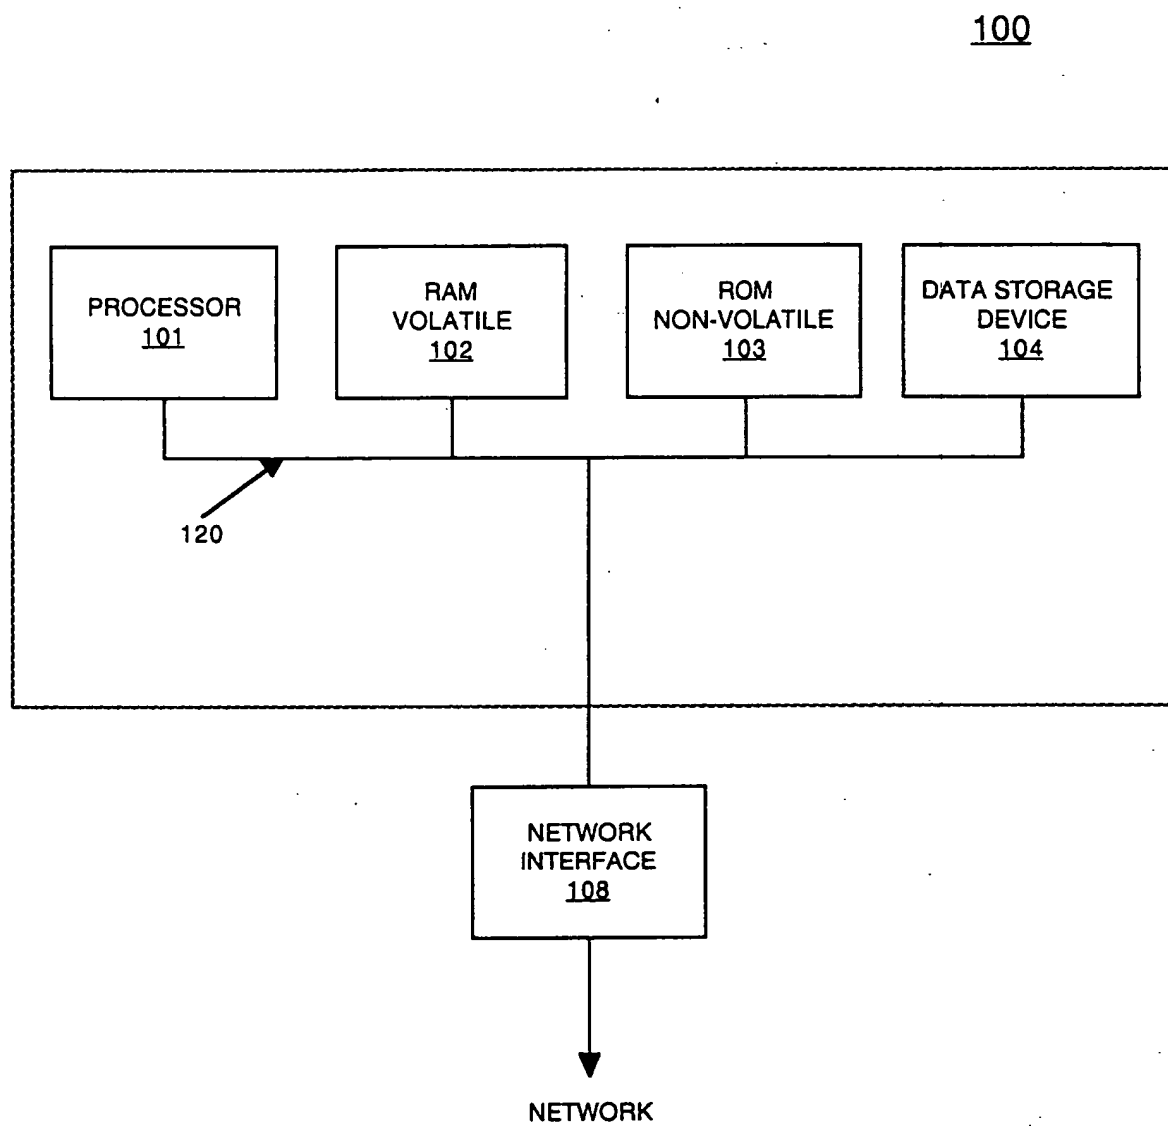 100
PROCESSOR
101
RAM
VOLATILE
102
ROM
NON-VOLATILE
103
DATA STORAGE
DEVICE
104
120
NETWORK
INTERFACE
108
NETWORK